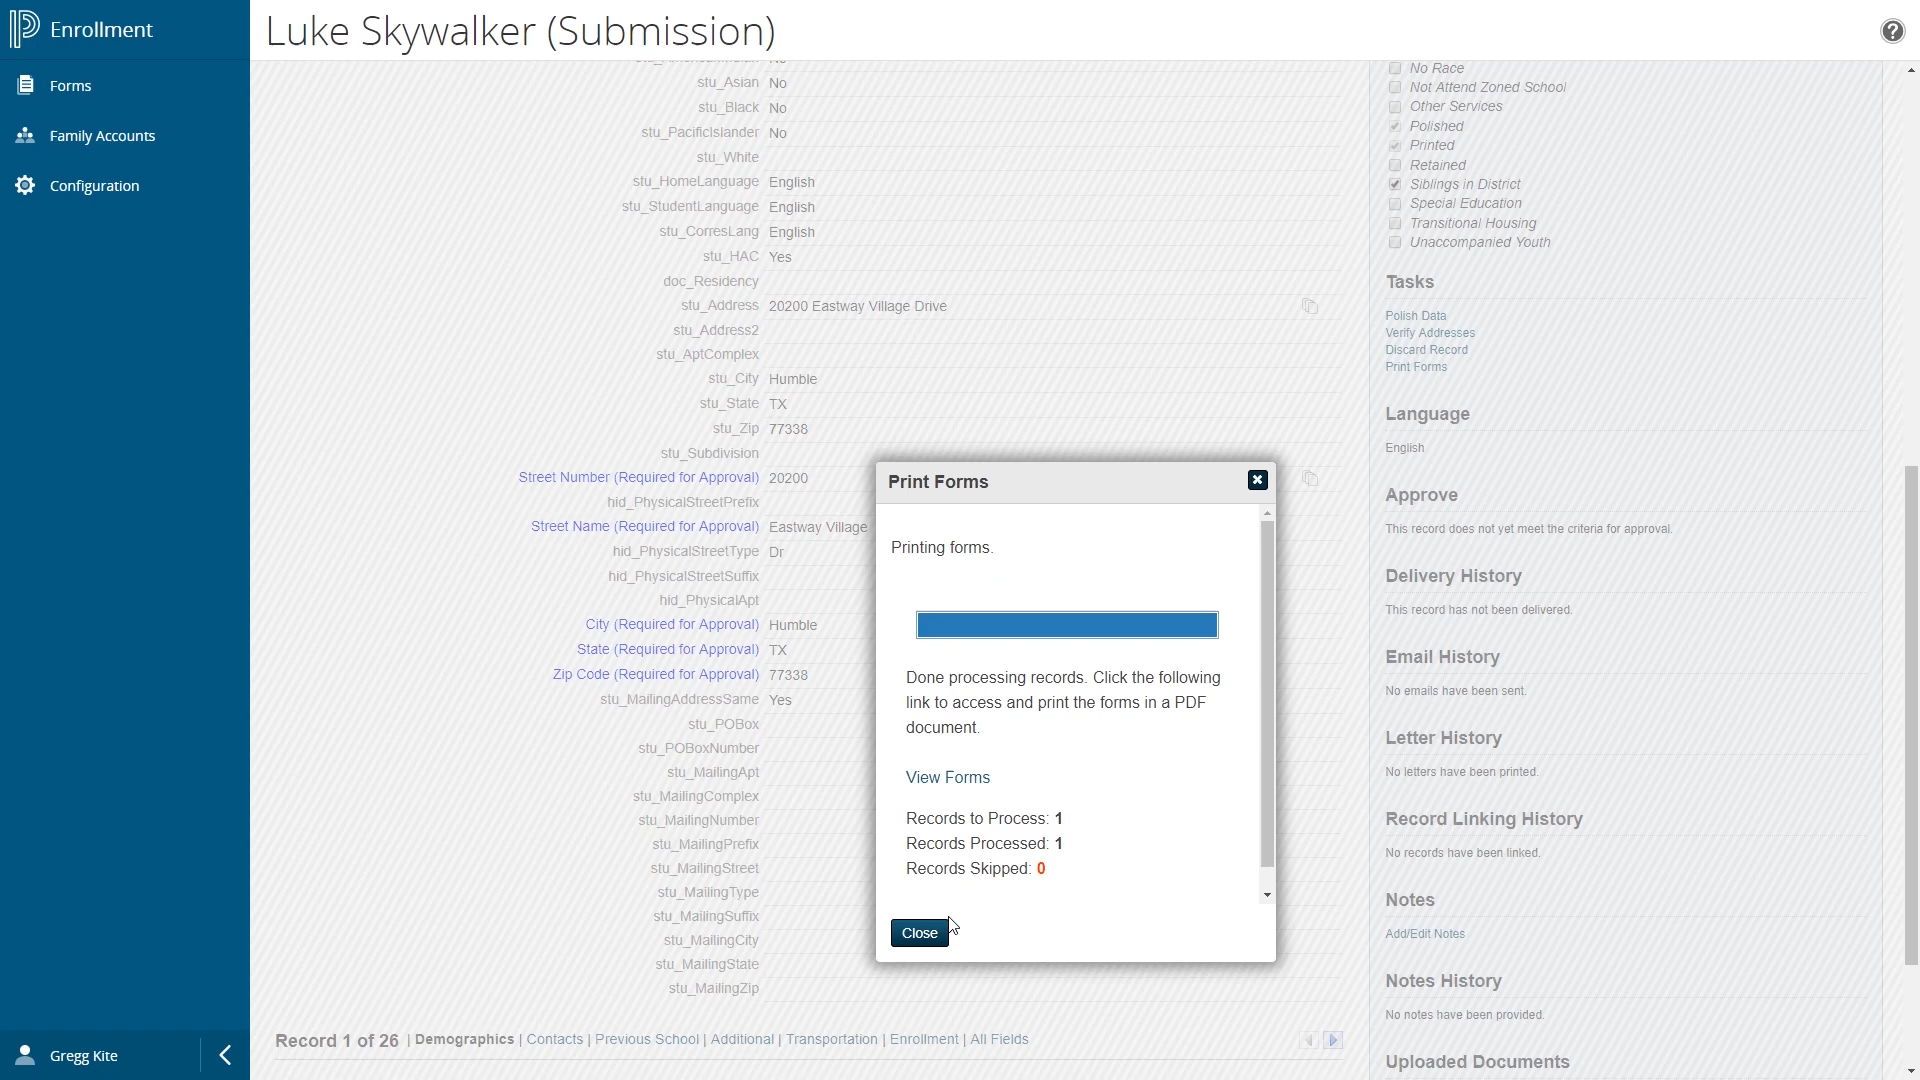 Enrollment
Forms
Family Accounts
Configuration
Gregg Kite
Luke Skywalker (Submission)
stu_Asian No
stu_Black No
stu_PacificIslander No
stu_White
stu_HomeLanguage English
stu_StudentLanguage English
stu_CorresLang English
stu_HAC Yes
doc_Residency
stu_Address 20200 Eastway Village Drive
stu_Address2
stu_AptComplex
stu_City Humble
stu_State TX
stu_Zip 77338
stu_Subdivision
Street Number (Required for Approval) 20200
hid_PhysicalStreetPrefix
Street Name (Required for Approval) Eastway Village
hid_PhysicalStreetType Dr
hid_PhysicalStreetSuffix
hid_PhysicalApt
City (Required for Approval) Humble
State (Required for Approval) TX
Zip Code (Required for Approval) 77338
stu_MailingAddressSame Yes
stu_POBox
stu_POBoxNumber
stu_MailingApt
stu_MailingComplex
stu_MailingNumber
stu_MailingPrefix
stu_MailingStreet
stu_MailingType
stu_MailingSuffix
stu_MailingCity
stu_MailingState
stu_MailingZip
Record 1 of 26 | Demographics | Contacts | Previous School | Additional | Transportation | Enrollment | All Fields
Print Forms
Printing forms.
Done processing records. Click the following
link to access and print the forms in a PDF
document.
View Forms
Records to Process: 1
Records Processed: 1
Records Skipped: 0
Close
No Race
Not Attend Zoned School
Other Services
Polished
Printed
Retained
Siblings in District
Special Education
Transitional Housing
Unaccompanied Youth
Tasks
Polish Data
Verify Addresses
Discard Record
Print Forms
Language
English
Approve
This record does not yet meet the criteria for approval.
Delivery History
This record has not been delivered.
Email History
No emails have been sent.
Letter History
No letters have been printed.
Record Linking History
No records have been linked.
Notes
Add/Edit Notes
Notes History
No notes have been provided.
Uploaded Documents